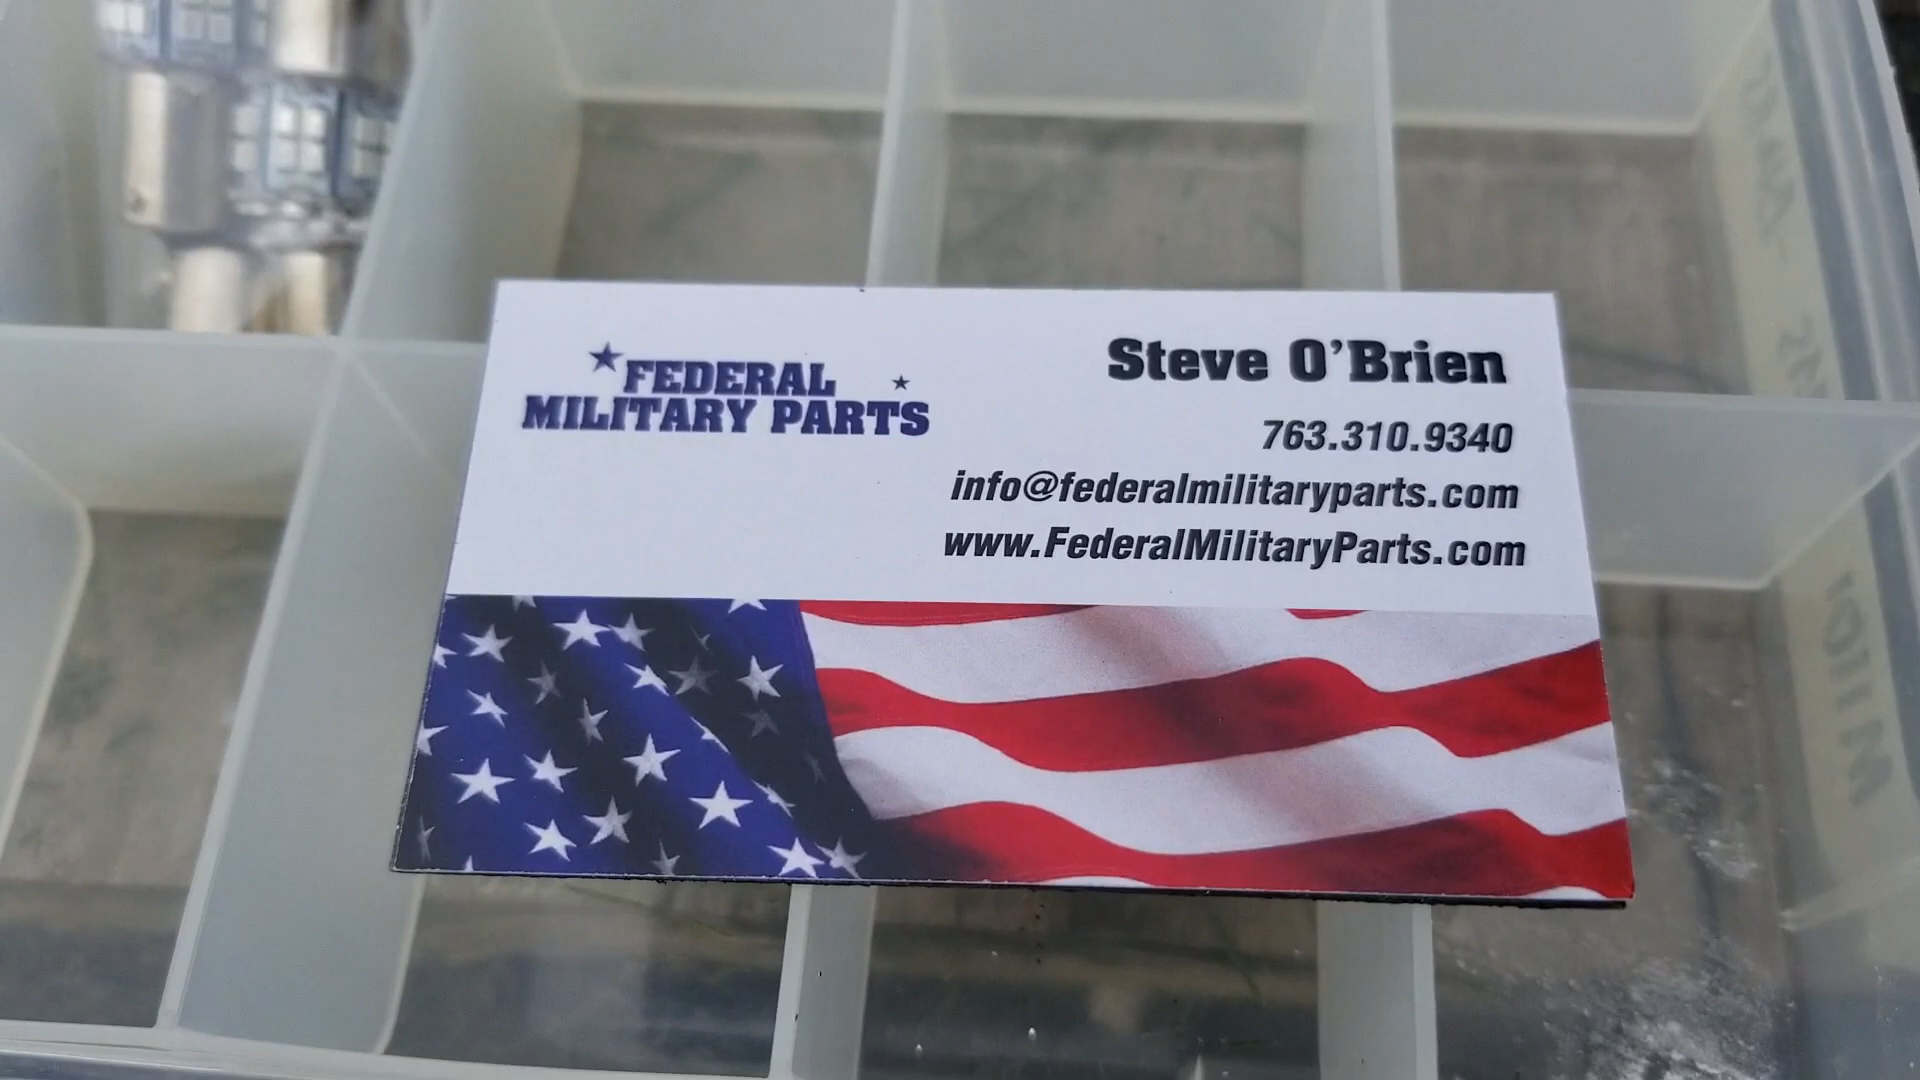 FEDERAL
MILITARY PARTS
Steve O'Brien
763.310.9340
info@federalmilitaryparts.com
www.FederalMilitaryParts.com